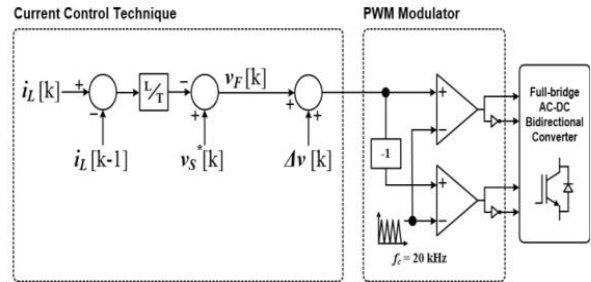 Current Control Technique
PWM Modulator
i_L[k]
+
−
L/T
−
+
v_F[k]
+
+
i_L[k-1]
v_S*[k]
Δv [k]
-1
+
−
+
−
f_c = 20 kHz
Full-bridge
AC-DC
Bidirectional
Converter